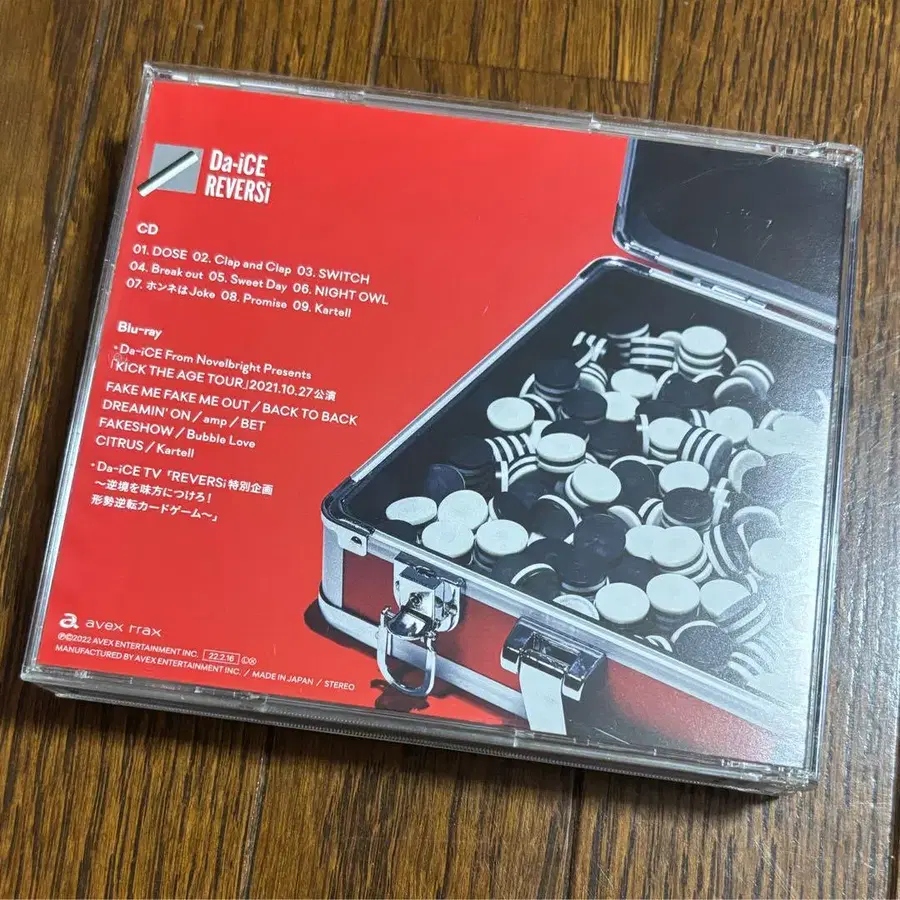 Da-iCE
REVERSi
CD
01. DOSE 02. Clap and Clap 03. SWITCH
04. Break out 05. Sweet Day 06. NIGHT OWL
07. ホンネは Joke 08. Promise 09. Kartell
Blu-ray
・Da-iCE From Novelbright Presents
「KICK THE AGE TOUR」2021.10.27公演
FAKE ME FAKE ME OUT / BACK TO BACK
DREAMIN' ON / amp / BET
FAKESHOW / Bubble Love
CITRUS / Kartell
・Da-iCE TV 「REVERSi特別企画
～逆境を味方につけろ！
形勢逆転カードゲーム～」
a avex trax
℗©2022 AVEX ENTERTAINMENT INC. 22.2.16 ⓁⓍ
MANUFACTURED BY AVEX ENTERTAINMENT INC. / MADE IN JAPAN / STEREO